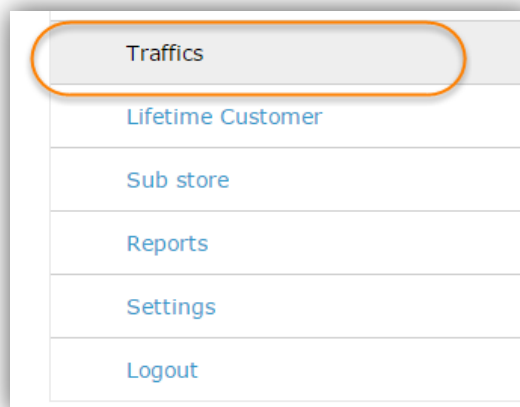 Traffics
Lifetime Customer
Sub store
Reports
Settings
Logout